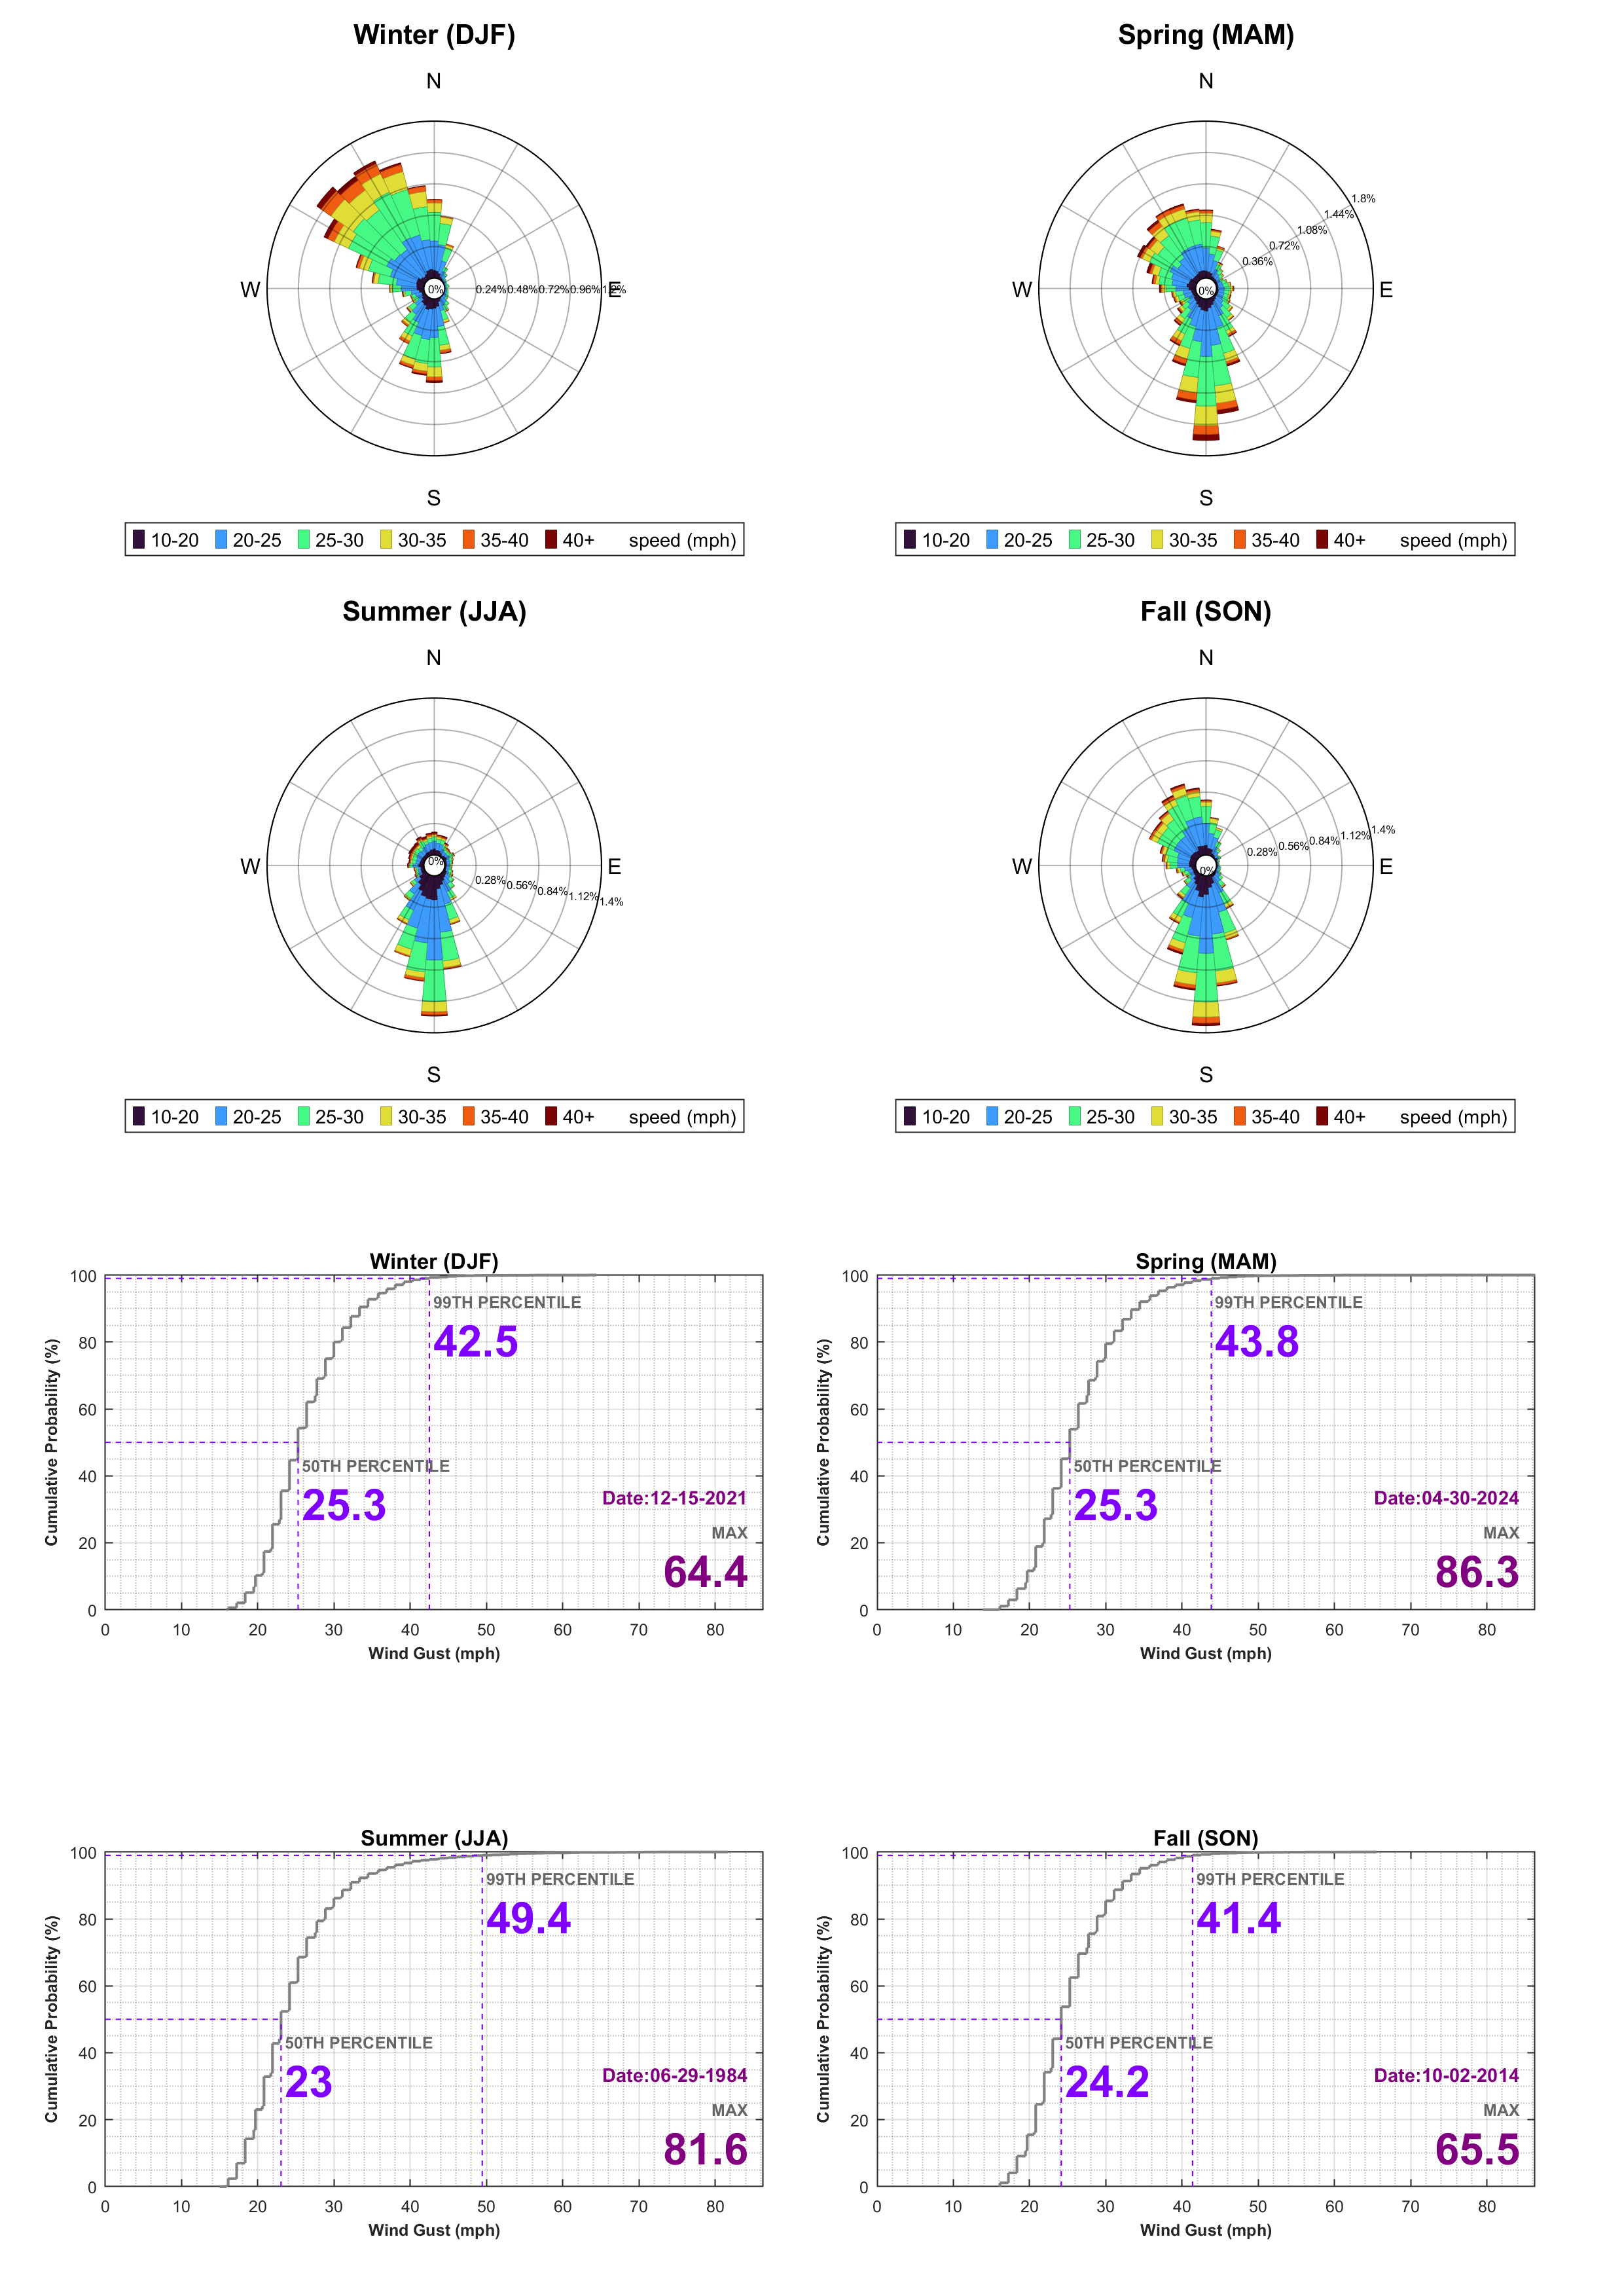 Winter (DJF)
N
W
0%
0.24%
0.48%
0.72%
0.96%
1.2%
E
S
10-20 20-25 25-30 30-35 35-40 40+ speed (mph)
Spring (MAM)
N
1.8%
1.44%
1.08%
0.72%
0.36%
W
0%
E
S
10-20 20-25 25-30 30-35 35-40 40+ speed (mph)
Summer (JJA)
N
W
0%
E
0.28%
0.56%
0.84%
1.12%
1.4%
S
10-20 20-25 25-30 30-35 35-40 40+ speed (mph)
Fall (SON)
N
1.4%
1.12%
0.84%
0.56%
0.28%
W
0%
E
S
10-20 20-25 25-30 30-35 35-40 40+ speed (mph)
Winter (DJF)
Cumulative Probability (%)
100
80
60
40
20
0
99TH PERCENTILE
42.5
50TH PERCENTILE
25.3
Date:12-15-2021
MAX
64.4
0 10 20 30 40 50 60 70 80
Wind Gust (mph)
Spring (MAM)
Cumulative Probability (%)
100
80
60
40
20
0
99TH PERCENTILE
43.8
50TH PERCENTILE
25.3
Date:04-30-2024
MAX
86.3
0 10 20 30 40 50 60 70 80
Wind Gust (mph)
Summer (JJA)
Cumulative Probability (%)
100
80
60
40
20
0
99TH PERCENTILE
49.4
50TH PERCENTILE
23
Date:06-29-1984
MAX
81.6
0 10 20 30 40 50 60 70 80
Wind Gust (mph)
Fall (SON)
Cumulative Probability (%)
100
80
60
40
20
0
99TH PERCENTILE
41.4
50TH PERCENTILE
24.2
Date:10-02-2014
MAX
65.5
0 10 20 30 40 50 60 70 80
Wind Gust (mph)